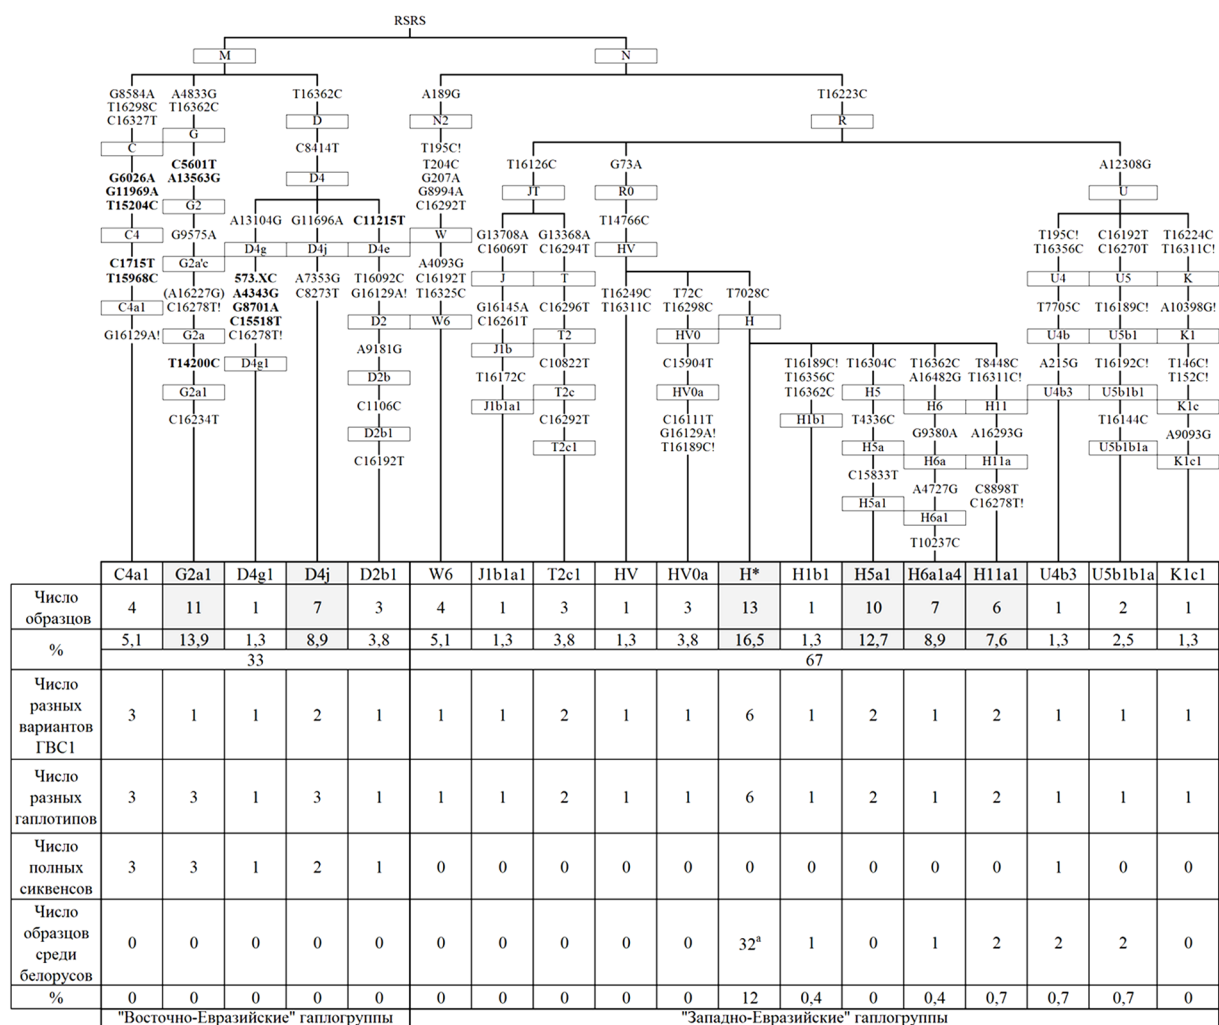 RSRS
M
N
G8584A
T16298C
C16327T
C
G6026A
G11969A
T15204C
C4
C1715T
T15968C
C4a1
G16129A!
A4833G
T16362C
G
C5601T
A13563G
G2
G9575A
G2a'c
(A16227G)
C16278T!
G2a
T14200C
G2a1
C16234T
T16362C
D
C8414T
D4
A13104G
D4g
573.XC
A4343G
G8701A
C15518T
C16278T!
D4g1
G11696A
D4j
A7353G
C8273T
C11215T
D4e
T16092C
G16129A!
D2
A9181G
D2b
C1106C
D2b1
C16192T
A189G
N2
T195C!
T204C
G207A
G8994A
C16292T
W
A4093G
C16192T
T16325C
W6
T16223C
R
T16126C
JT
G13708A
C16069T
J
G16145A
C16261T
J1b
T16172C
J1b1a1
G13368A
C16294T
T
C16296T
T2
C10822T
T2c
C16292T
T2c1
G73A
R0
T14766C
HV
T16249C
T16311C
T72C
T16298C
HV0
C15904T
HV0a
C16111T
G16129A!
T16189C!
T7028C
H
T16189C!
T16356C
T16362C
H1b1
T16304C
H5
T4336C
H5a
C15833T
H5a1
T16362C
A16482G
H6
G9380A
H6a
A4727G
H6a1
T10237C
T8448C
T16311C!
H11
A16293G
H11a
C8898T
C16278T!
A12308G
U
T195C!
T16356C
U4
T7705C
U4b
A215G
U4b3
C16192T
C16270T
U5
T16189C!
U5b1
T16192C!
U5b1b1
T16144C
U5b1b1a
T16224C
T16311C!
K
A10398G!
K1
T146C!
T152C!
K1c
A9093G
K1c1
C4a1 G2a1 D4g1 D4j D2b1 W6 J1b1a1 T2c1 HV HV0a H* H1b1 H5a1 H6a1a4 H11a1 U4b3 U5b1b1a K1c1
Число
образцов
4 11 1 7 3 4 1 3 1 3 13 1 10 7 6 1 2 1
%
5,1 13,9 1,3 8,9 3,8 5,1 1,3 3,8 1,3 3,8 16,5 1,3 12,7 8,9 7,6 1,3 2,5 1,3
33 67
Число
разных
вариантов
ГВС1
3 1 1 2 1 1 1 2 1 1 6 1 2 1 2 1 1 1
Число
разных
гаплотипов
3 3 1 3 1 1 1 2 1 1 6 1 2 1 2 1 1 1
Число
полных
сиквенсов
3 3 1 2 1 0 0 0 0 0 0 0 0 0 0 1 0 0
Число
образцов
среди
белорусов
0 0 0 0 0 0 0 0 0 0 32ᵃ 1 0 1 2 2 2 0
% 0 0 0 0 0 0 0 0 0 0 12 0,4 0 0,4 0,7 0,7 0,7 0
"Восточно-Евразийские" гаплогруппы "Западно-Евразийские" гаплогруппы